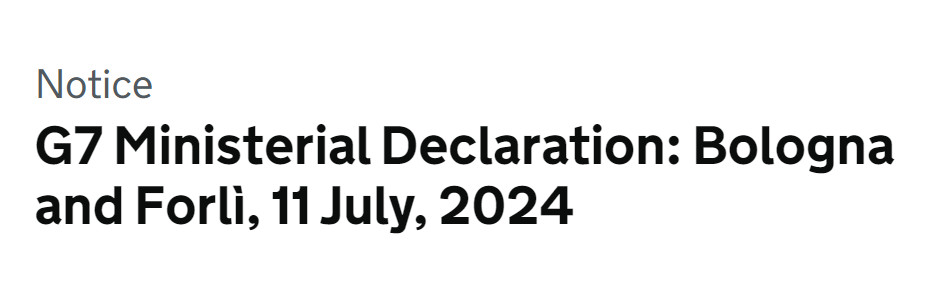 Notice
G7 Ministerial Declaration: Bologna
and Forlì, 11 July, 2024